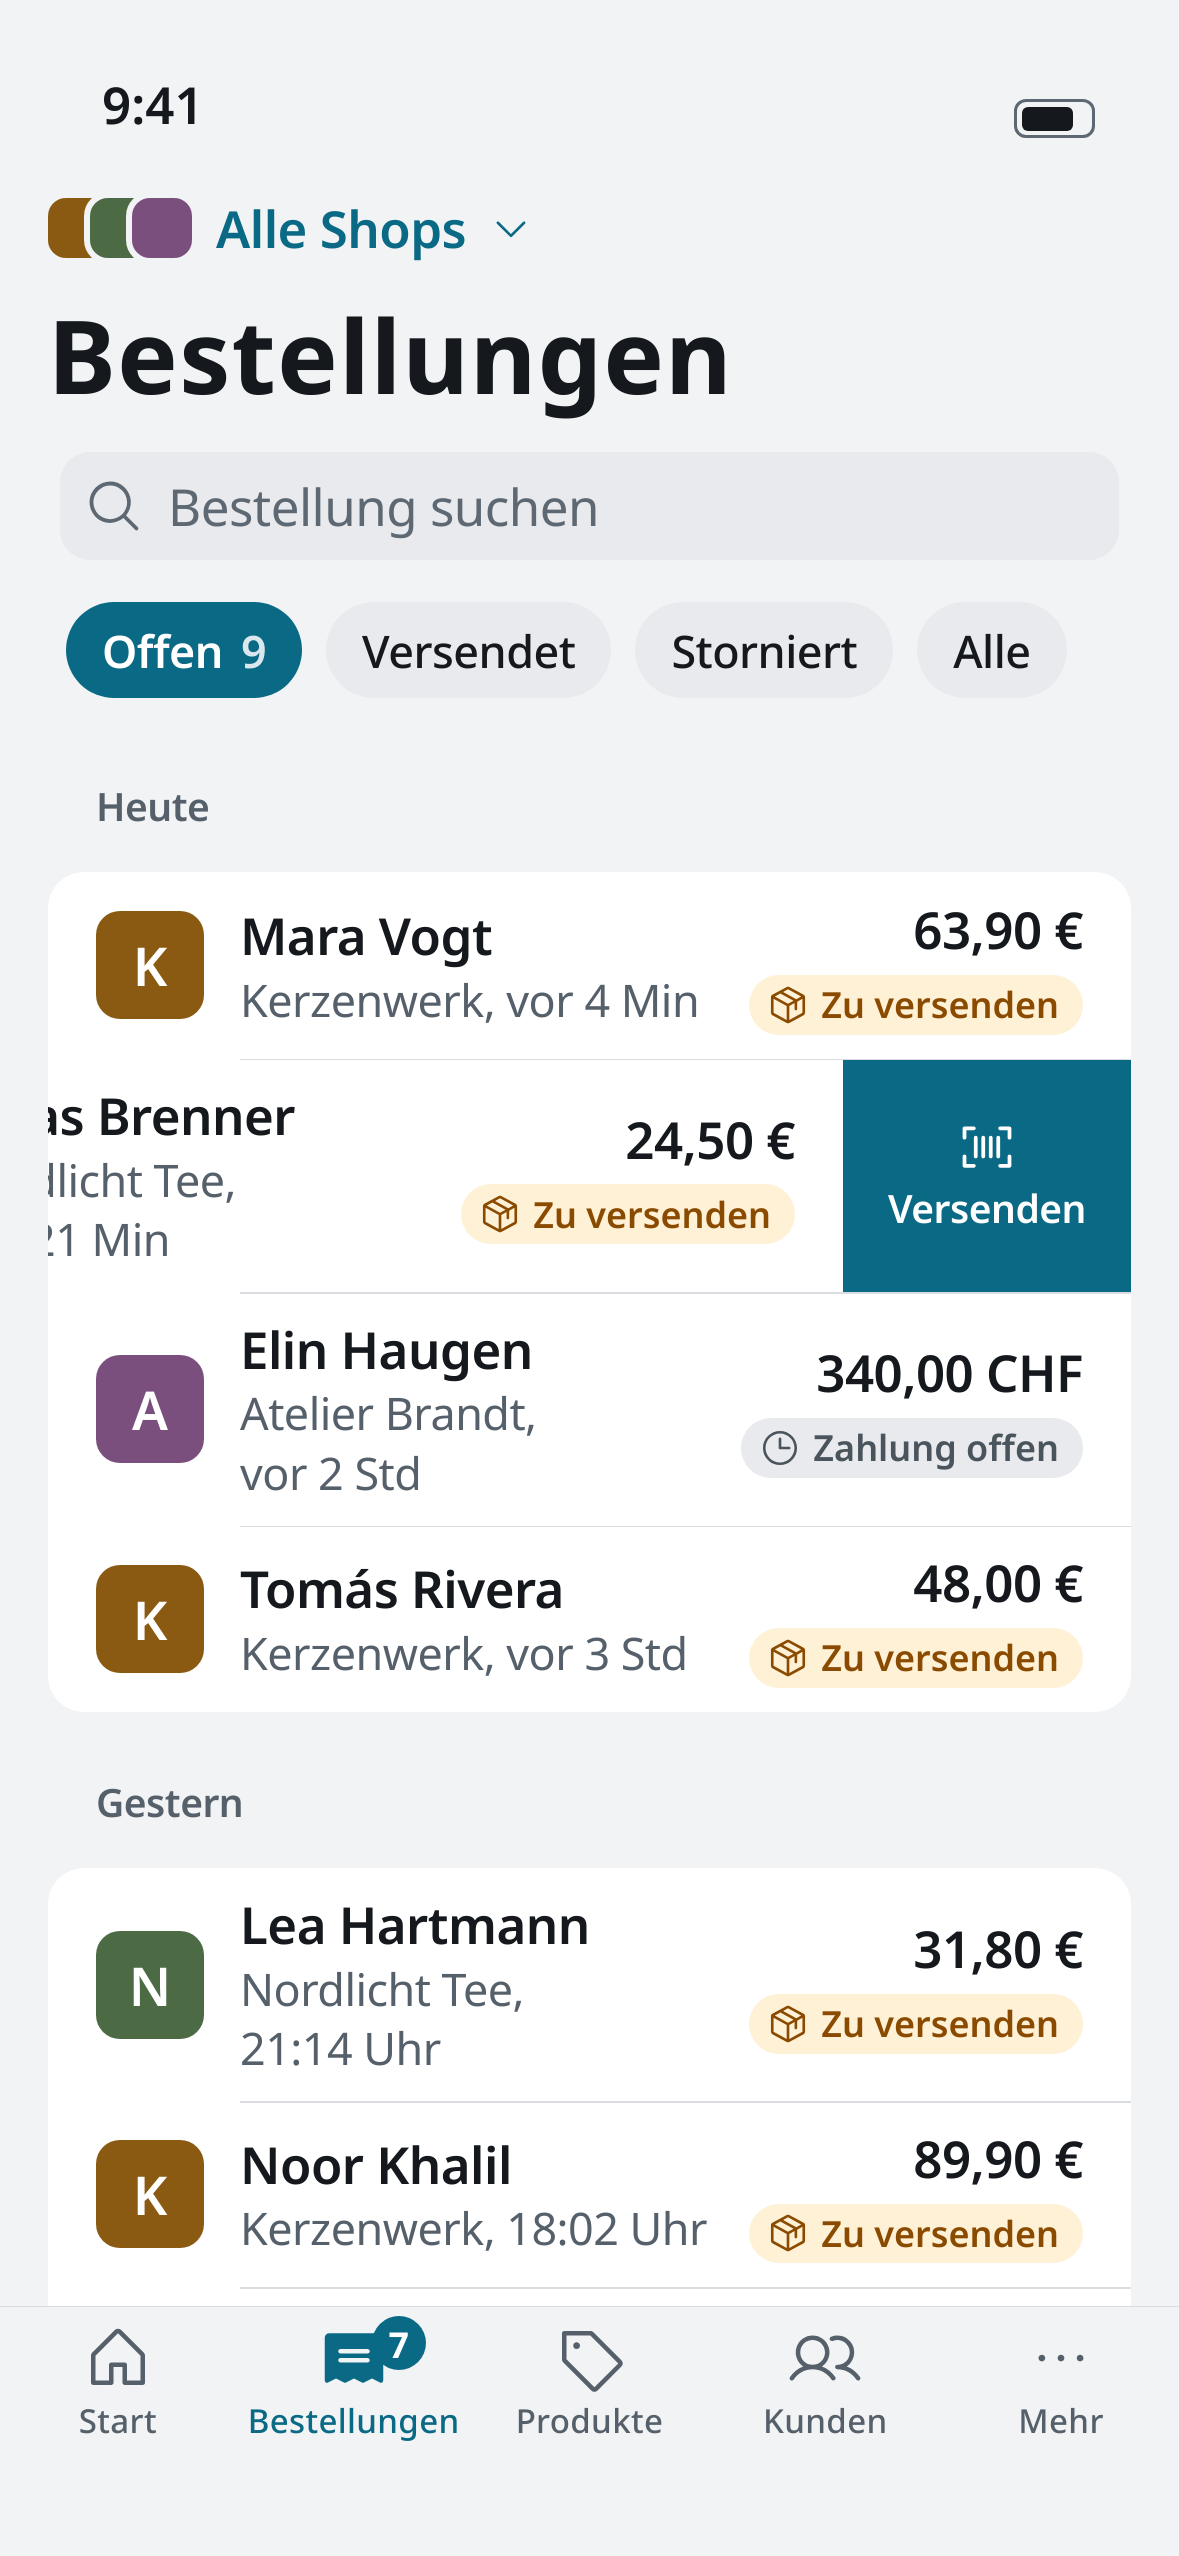 9:41
Alle Shops
Bestellungen
Bestellung suchen
Offen 9
Versendet
Storniert
Alle
Heute
K
Mara Vogt
Kerzenwerk, vor 4 Min
63,90 €
Zu versenden
as Brenner
dlicht Tee,
21 Min
24,50 €
Zu versenden
Versenden
A
Elin Haugen
Atelier Brandt,
vor 2 Std
340,00 CHF
Zahlung offen
K
Tomás Rivera
Kerzenwerk, vor 3 Std
48,00 €
Zu versenden
Gestern
N
Lea Hartmann
Nordlicht Tee,
21:14 Uhr
31,80 €
Zu versenden
K
Noor Khalil
Kerzenwerk, 18:02 Uhr
89,90 €
Zu versenden
Start
7
Bestellungen
Produkte
Kunden
Mehr